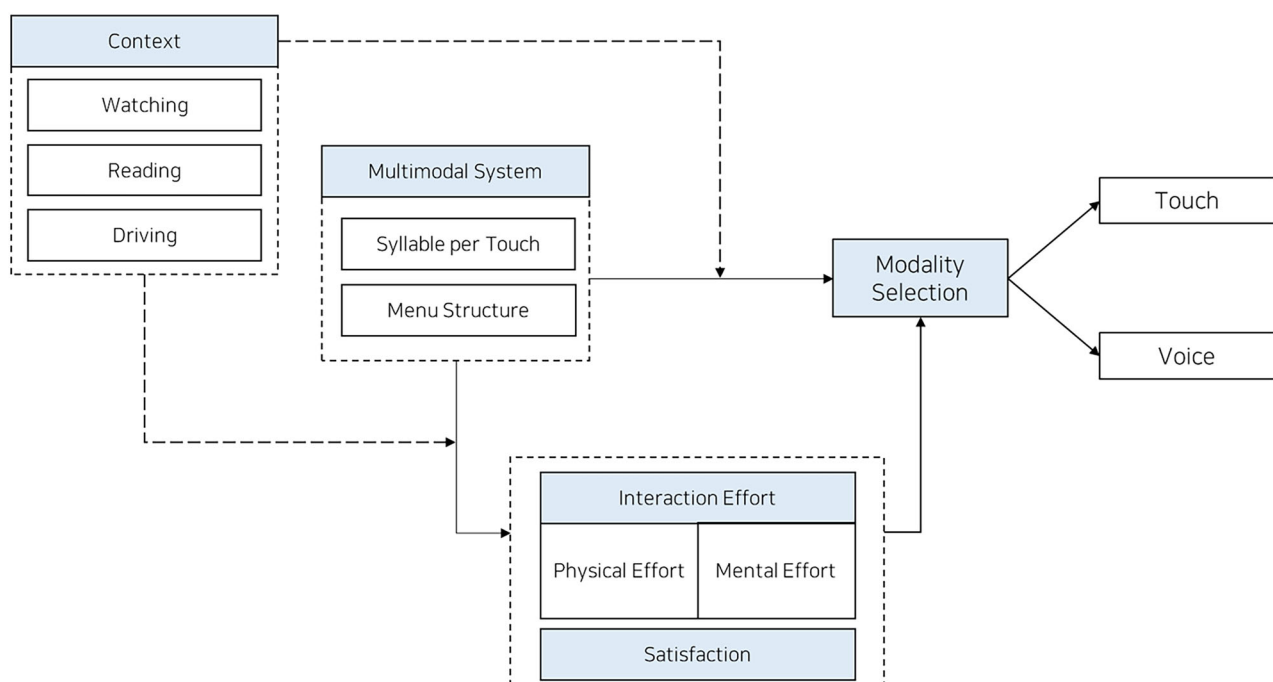 Context
Watching
Reading
Driving
Multimodal System
Syllable per Touch
Menu Structure
Modality
Selection
Touch
Voice
Interaction Effort
Physical Effort
Mental Effort
Satisfaction